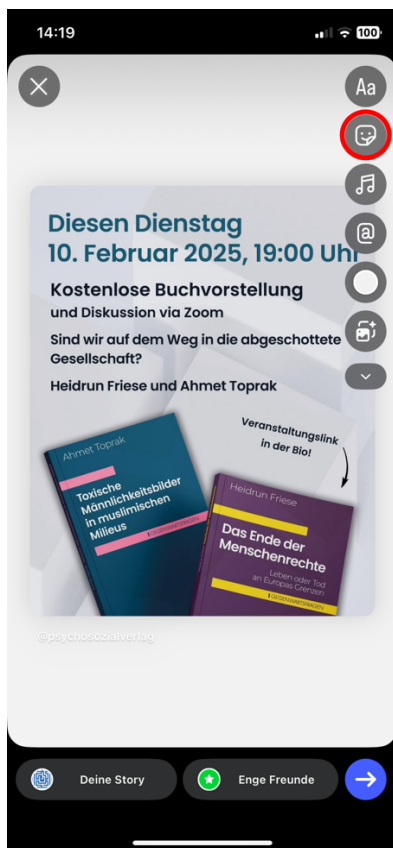 14:19
100
Aa
Diesen Dienstag
10. Februar 2025, 19:00 Uhr
Kostenlose Buchvorstellung
und Diskussion via Zoom
Sind wir auf dem Weg in die abgeschottete
Gesellschaft?
Heidrun Friese und Ahmet Toprak
Veranstaltungslink
in der Bio!
Ahmet Toprak
Toxische
Männlichkeitsbilder
in muslimischen
Milieus
GEGENWARTSFRAGEN
Heidrun Friese
Das Ende der
Menschenrechte
Leben oder Tod
an Europas Grenzen
GEGENWARTSFRAGEN
@psychosozialverlag
Deine Story
Enge Freunde